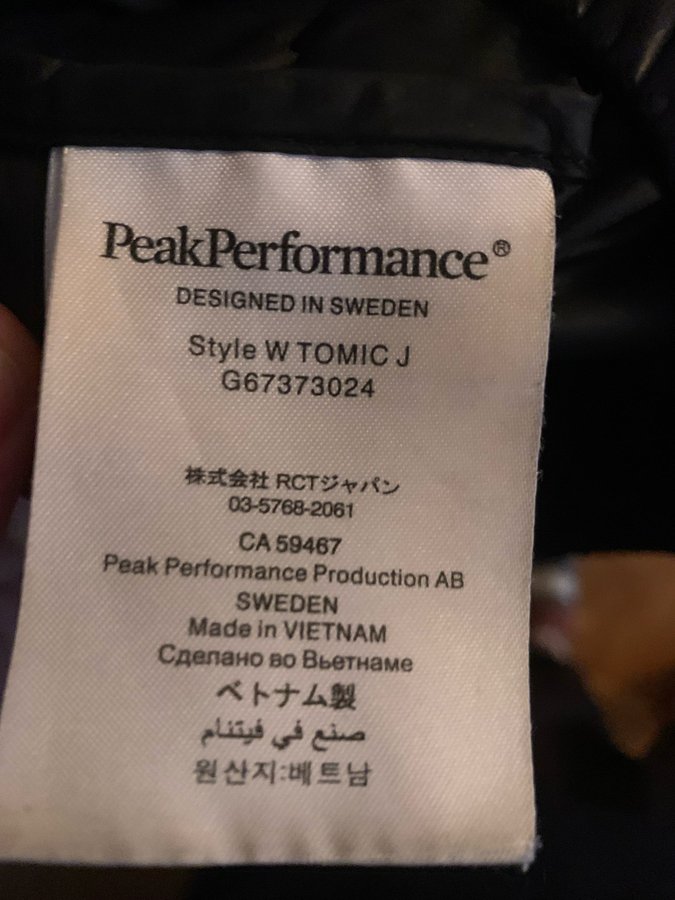 PeakPerformance®
DESIGNED IN SWEDEN
Style W TOMIC J
G67373024
株式会社 RCTジャパン
03-5768-2061
CA 59467
Peak Performance Production AB
SWEDEN
Made in VIETNAM
Сделано во Вьетнаме
ベトナム製
صنع في فيتنام
원산지:베트남